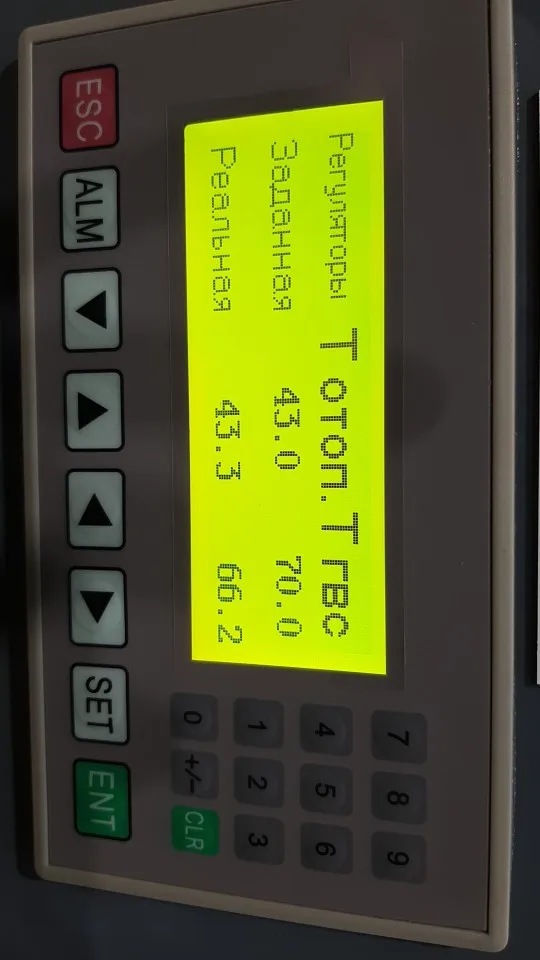 Регуляторы Т отоп. Т ГВС
Заданная 43.0 70.0
Реальная 43.3 66.2
7 8 9
4 5 6
1 2 3
0 +/- CLR
ESC ALM SET ENT